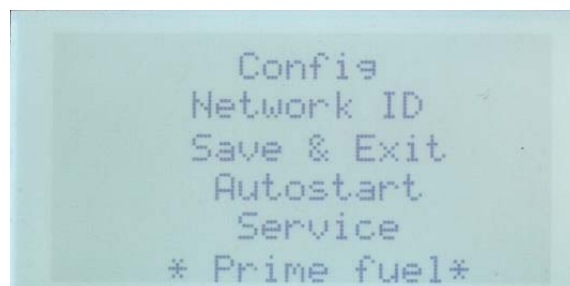 Config
Network ID
Save & Exit
Autostart
Service
* Prime fuel*